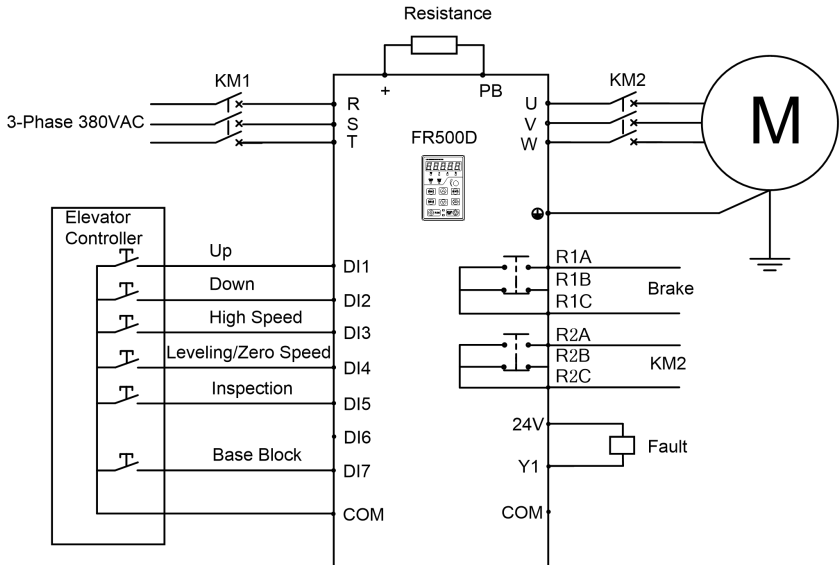 Resistance
KM1
+
PB
KM2
3-Phase 380VAC
R
S
T
U
V
W
FR500D
M
Elevator
Controller
Up
DI1
Down
DI2
High Speed
DI3
Leveling/Zero Speed
DI4
Inspection
DI5
DI6
Base Block
DI7
COM
R1A
R1B
R1C
Brake
R2A
R2B
R2C
KM2
24V
Y1
Fault
COM